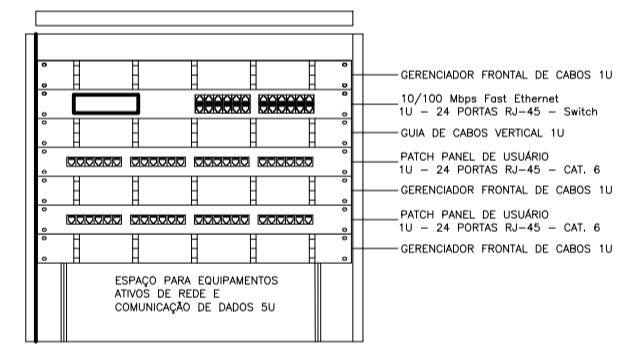 GERENCIADOR FRONTAL DE CABOS 1U
10/100 Mbps Fast Ethernet
1U – 24 PORTAS RJ–45 – Switch
GUIA DE CABOS VERTICAL 1U
PATCH PANEL DE USUÁRIO
1U – 24 PORTAS RJ–45 – CAT. 6
GERENCIADOR FRONTAL DE CABOS 1U
PATCH PANEL DE USUÁRIO
1U – 24 PORTAS RJ–45 – CAT. 6
GERENCIADOR FRONTAL DE CABOS 1U
ESPAÇO PARA EQUIPAMENTOS
ATIVOS DE REDE E
COMUNICAÇÃO DE DADOS 5U